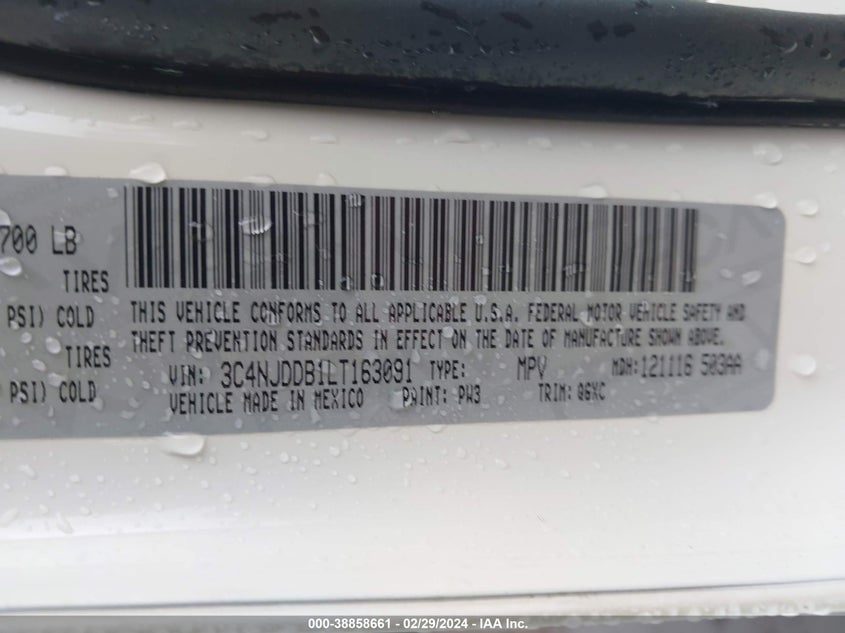 700 LB
TIRES
PSI) COLD
TIRES
PSI) COLD
THIS VEHICLE CONFORMS TO ALL APPLICABLE U.S.A. FEDERAL MOTOR VEHICLE SAFETY AND
THEFT PREVENTION STANDARDS IN EFFECT ON THE DATE OF MANUFACTURE SHOWN ABOVE.
VIN: 3C4NJDDB1LT163091 TYPE: MPV MDH: 121116 503AA
VEHICLE MADE IN MEXICO PAINT: PW3 TRIM: Q6XC
000-38858661 - 02/29/2024 - IAA Inc.